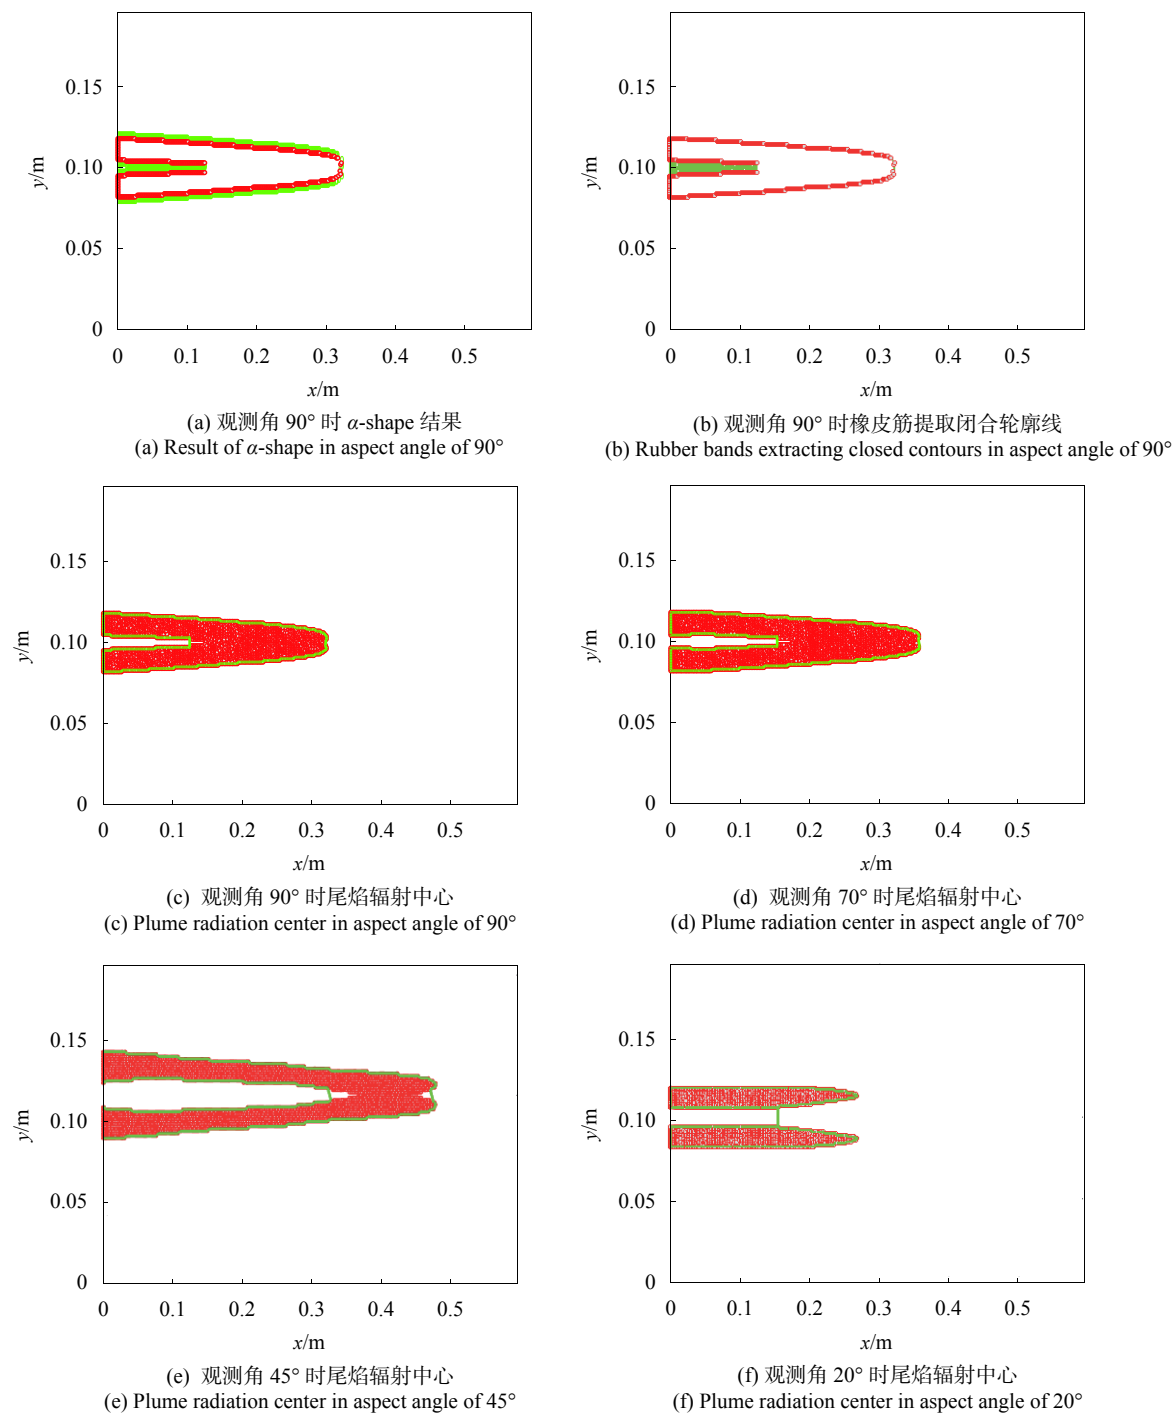 0.15
0.10
y/m
0.05
0
0 0.1 0.2 0.3 0.4 0.5
x/m
(a) 观测角 90° 时 α-shape 结果
(a) Result of α-shape in aspect angle of 90°
0.15
0.10
y/m
0.05
0
0 0.1 0.2 0.3 0.4 0.5
x/m
(b) 观测角 90° 时橡皮筋提取闭合轮廓线
(b) Rubber bands extracting closed contours in aspect angle of 90°
0.15
0.10
y/m
0.05
0
0 0.1 0.2 0.3 0.4 0.5
x/m
(c) 观测角 90° 时尾焰辐射中心
(c) Plume radiation center in aspect angle of 90°
0.15
0.10
y/m
0.05
0
0 0.1 0.2 0.3 0.4 0.5
x/m
(d) 观测角 70° 时尾焰辐射中心
(d) Plume radiation center in aspect angle of 70°
0.15
0.10
y/m
0.05
0
0 0.1 0.2 0.3 0.4 0.5
x/m
(e) 观测角 45° 时尾焰辐射中心
(e) Plume radiation center in aspect angle of 45°
0.15
0.10
y/m
0.05
0
0 0.1 0.2 0.3 0.4 0.5
x/m
(f) 观测角 20° 时尾焰辐射中心
(f) Plume radiation center in aspect angle of 20°